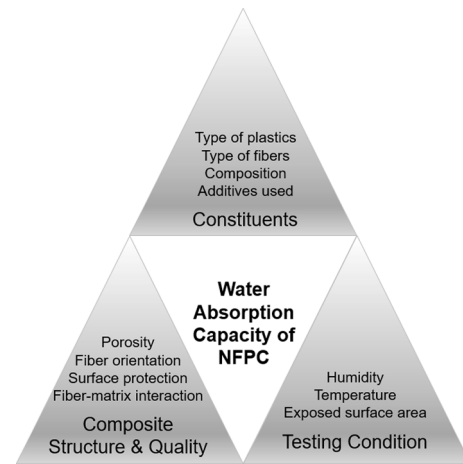 Type of plastics
Type of fibers
Composition
Additives used
Constituents
Water
Absorption
Capacity of
NFPC
Porosity
Fiber orientation
Surface protection
Fiber-matrix interaction
Composite
Structure & Quality
Humidity
Temperature
Exposed surface area
Testing Condition